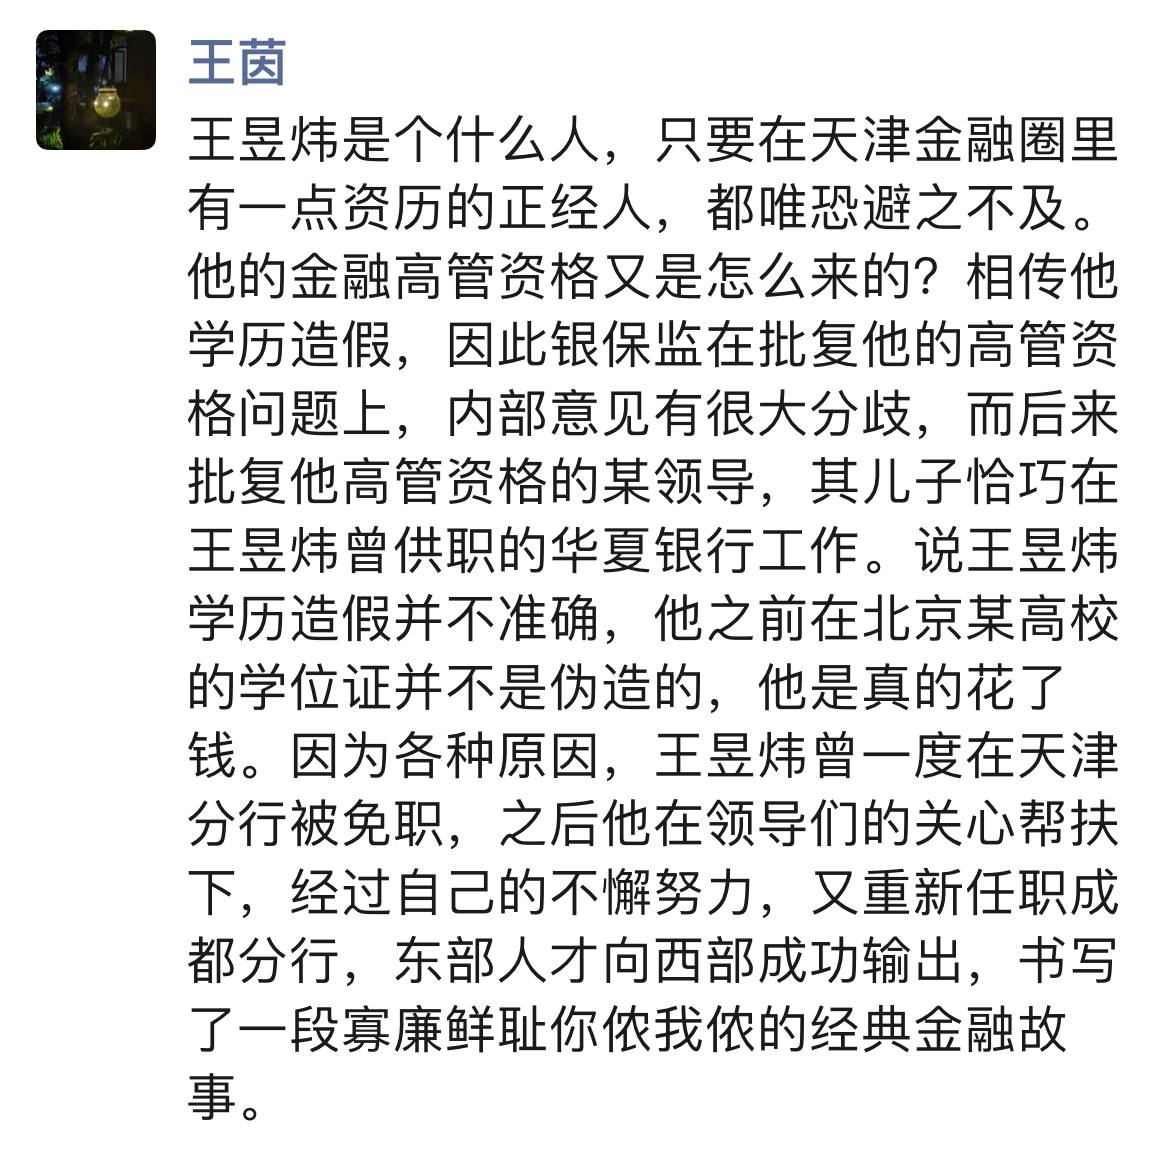 王茵
王昱炜是个什么人，只要在天津金融圈里
有一点资历的正经人，都唯恐避之不及。
他的金融高管资格又是怎么来的？相传他
学历造假，因此银保监在批复他的高管资
格问题上，内部意见有很大分歧，而后来
批复他高管资格的某领导，其儿子恰巧在
王昱炜曾供职的华夏银行工作。说王昱炜
学历造假并不准确，他之前在北京某高校
的学位证并不是伪造的，他是真的花了
钱。因为各种原因，王昱炜曾一度在天津
分行被免职，之后他在领导们的关心帮扶
下，经过自己的不懈努力，又重新任职成
都分行，东部人才向西部成功输出，书写
了一段寡廉鲜耻你侬我侬的经典金融故
事。